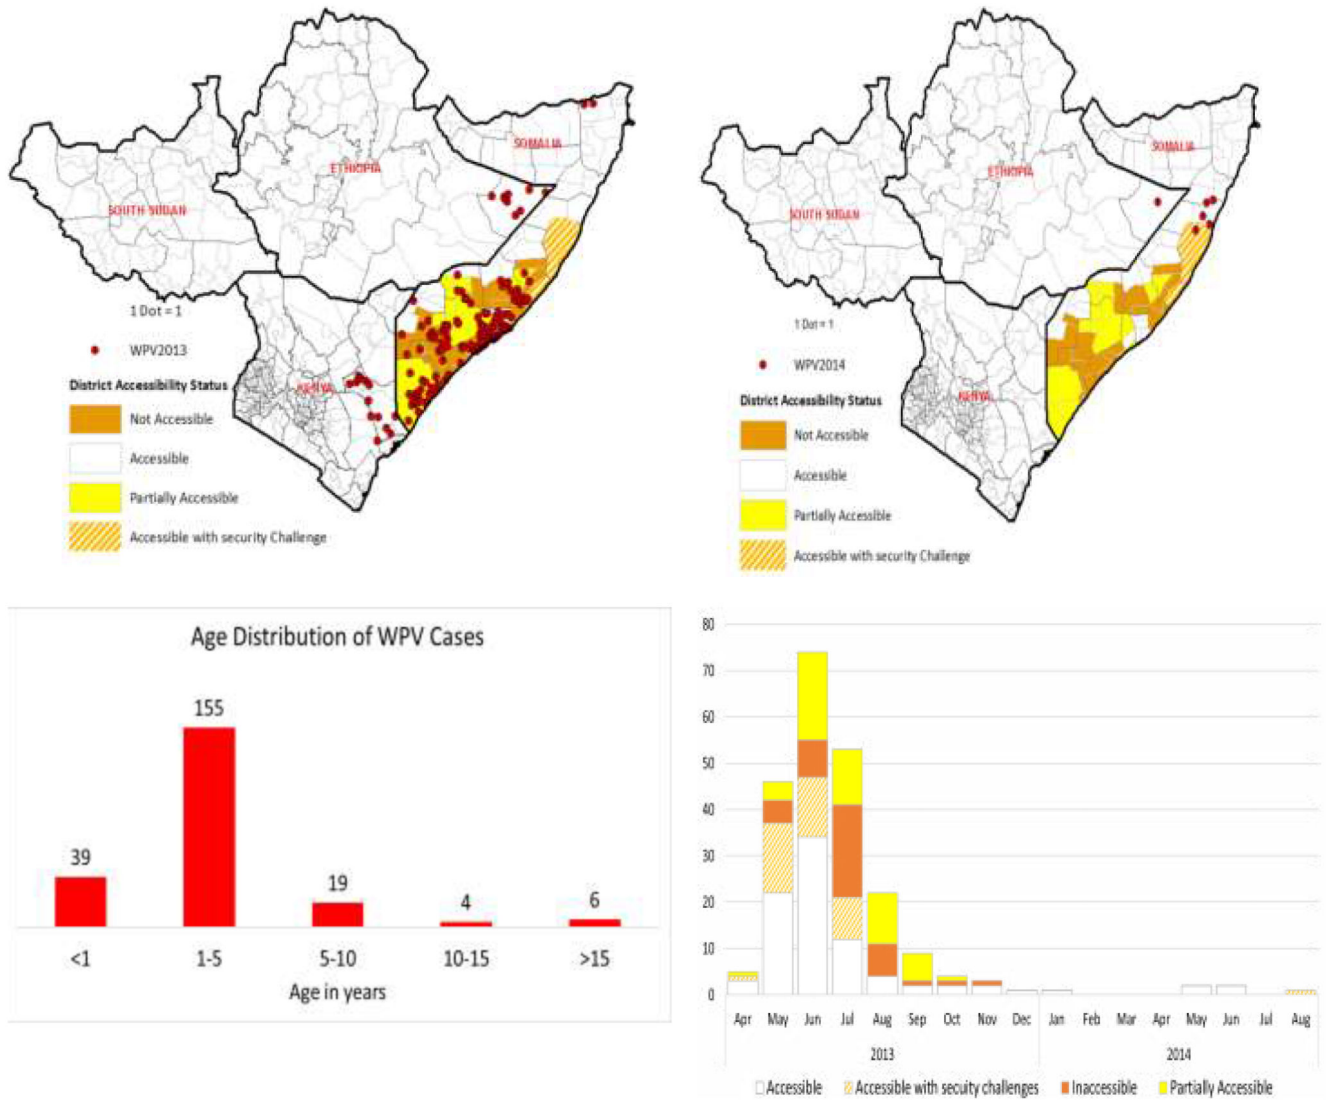 SOMALIA
ETHIOPIA
SOUTH SUDAN
KENYA
1 Dot = 1
WPV2013
District Accessibility Status
Not Accessible
Accessible
Partially Accessible
Accessible with security Challenge
SOMALIA
ETHIOPIA
SOUTH SUDAN
KENYA
1 Dot = 1
WPV2014
District Accessibility Status
Not Accessible
Accessible
Partially Accessible
Accessible with security Challenge
Age Distribution of WPV Cases
155
39
19
4
6
<1 1-5 5-10 10-15 >15
Age in years
80
70
60
50
40
30
20
10
0
Apr May Jun Jul Aug Sep Oct Nov Dec Jan Feb Mar Apr May Jun Jul Aug
2013 2014
Accessible Accessible with secuity challenges Inaccessible Partially Accessible